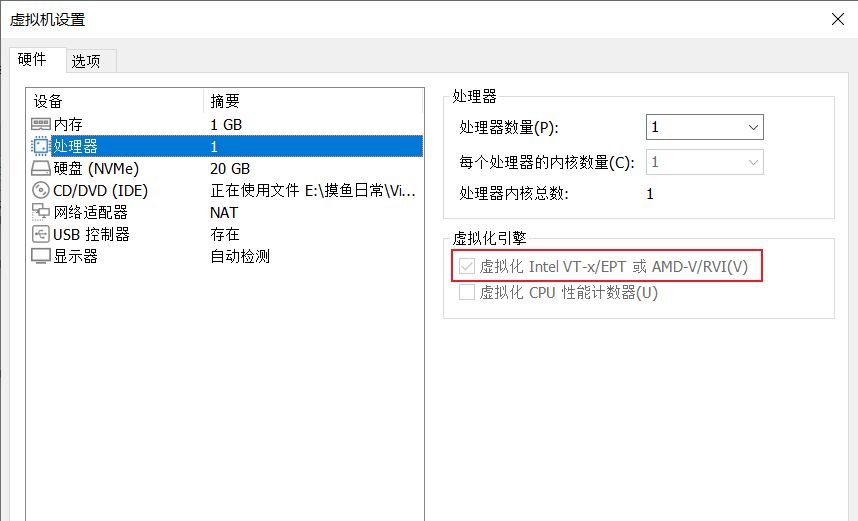 虚拟机设置
硬件 选项
设备 摘要
内存 1 GB
处理器 1
硬盘 (NVMe) 20 GB
CD/DVD (IDE) 正在使用文件 E:\摸鱼日常\Vi...
网络适配器 NAT
USB 控制器 存在
显示器 自动检测
处理器
处理器数量(P): 1
每个处理器的内核数量(C): 1
处理器内核总数: 1
虚拟化引擎
虚拟化 Intel VT-x/EPT 或 AMD-V/RVI(V)
虚拟化 CPU 性能计数器(U)